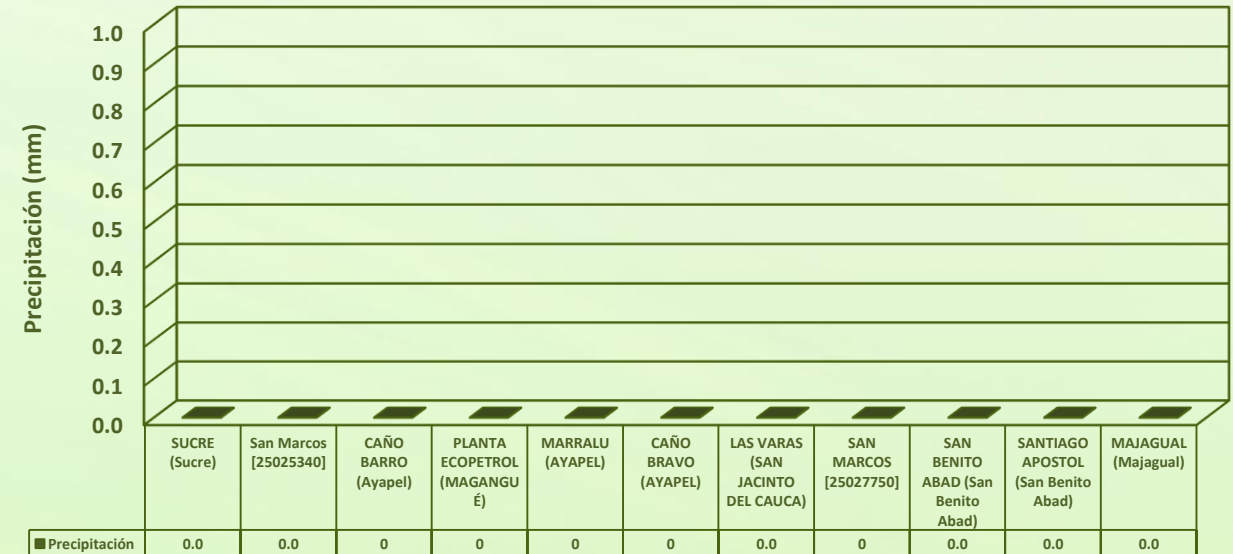 Precipitación (mm)
1.0
0.9
0.8
0.7
0.6
0.5
0.4
0.3
0.2
0.1
0.0
SUCRE
(Sucre)
San Marcos
[25025340]
CAÑO
BARRO
(Ayapel)
PLANTA
ECOPETROL
(MAGANGU
É)
MARRALU
(AYAPEL)
CAÑO
BRAVO
(AYAPEL)
LAS VARAS
(SAN
JACINTO
DEL CAUCA)
SAN
MARCOS
[25027750]
SAN
BENITO
ABAD (San
Benito
Abad)
SANTIAGO
APOSTOL
(San Benito
Abad)
MAJAGUAL
(Majagual)
Precipitación 0.0 0.0 0 0 0 0 0.0 0 0.0 0.0 0.0